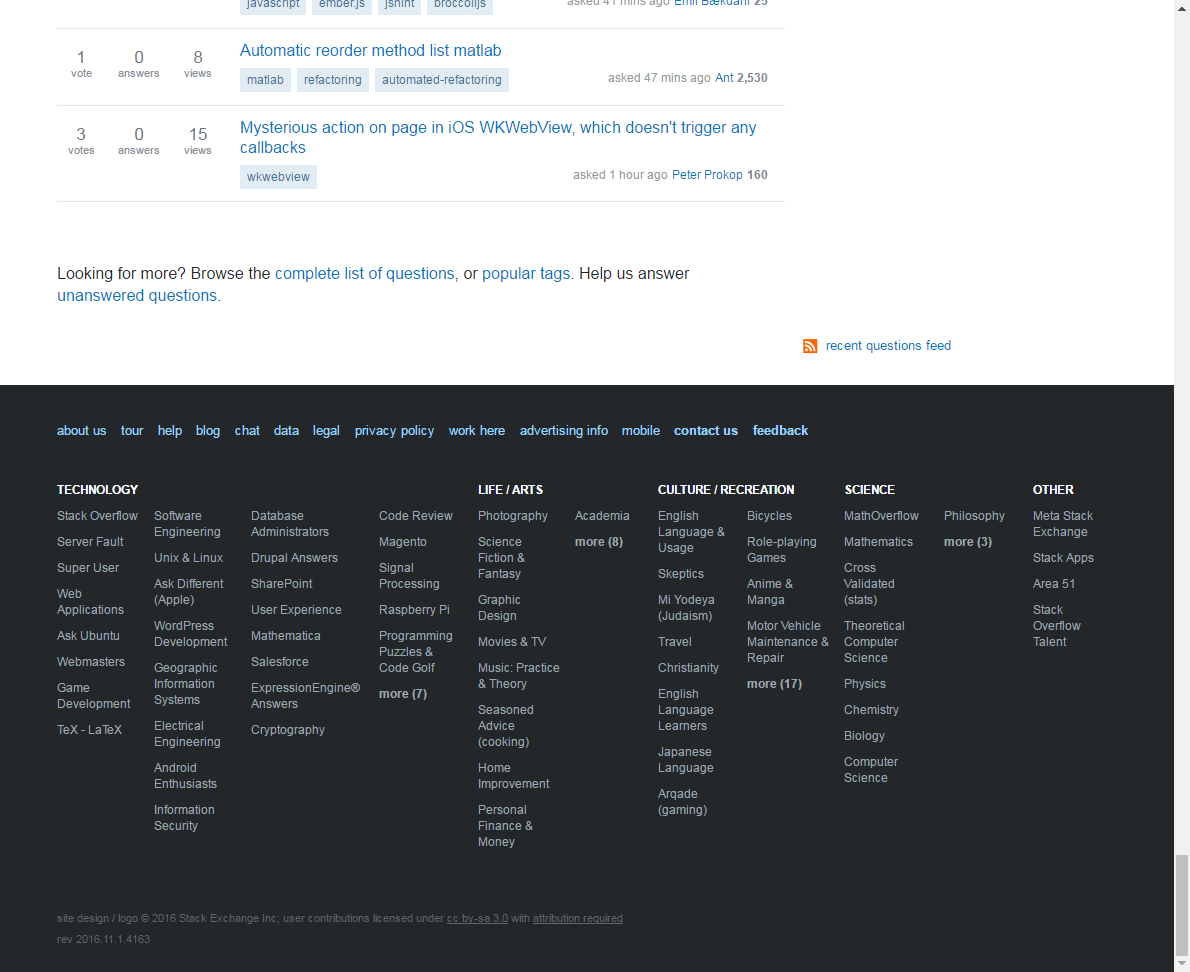 javascript ember.js jshint broccolijs
asked 41 mins ago Emil Bækdahl 25
1 0 8 Automatic reorder method list matlab
vote answers views
matlab refactoring automated-refactoring
asked 47 mins ago Ant 2,530
3 0 15 Mysterious action on page in iOS WKWebView, which doesn't trigger any
votes answers views callbacks
wkwebview
asked 1 hour ago Peter Prokop 160
Looking for more? Browse the complete list of questions, or popular tags. Help us answer
unanswered questions.
recent questions feed
about us tour help blog chat data legal privacy policy work here advertising info mobile contact us feedback
TECHNOLOGY
Stack Overflow
Server Fault
Super User
Web
Applications
Ask Ubuntu
Webmasters
Game
Development
TeX - LaTeX
Software
Engineering
Unix & Linux
Ask Different
(Apple)
WordPress
Development
Geographic
Information
Systems
Electrical
Engineering
Android
Enthusiasts
Information
Security
Database
Administrators
Drupal Answers
SharePoint
User Experience
Mathematica
Salesforce
ExpressionEngine®
Answers
Cryptography
Code Review
Magento
Signal
Processing
Raspberry Pi
Programming
Puzzles &
Code Golf
more (7)
LIFE / ARTS
Photography
Science
Fiction &
Fantasy
Graphic
Design
Movies & TV
Music: Practice
& Theory
Seasoned
Advice
(cooking)
Home
Improvement
Personal
Finance &
Money
Academia
more (8)
CULTURE / RECREATION
English
Language &
Usage
Skeptics
Mi Yodeya
(Judaism)
Travel
Christianity
English
Language
Learners
Japanese
Language
Arqade
(gaming)
Bicycles
Role-playing
Games
Anime &
Manga
Motor Vehicle
Maintenance &
Repair
more (17)
SCIENCE
MathOverflow
Mathematics
Cross
Validated
(stats)
Theoretical
Computer
Science
Physics
Chemistry
Biology
Computer
Science
Philosophy
more (3)
OTHER
Meta Stack
Exchange
Stack Apps
Area 51
Stack
Overflow
Talent
site design / logo © 2016 Stack Exchange Inc; user contributions licensed under cc by-sa 3.0 with attribution required
rev 2016.11.1.4163